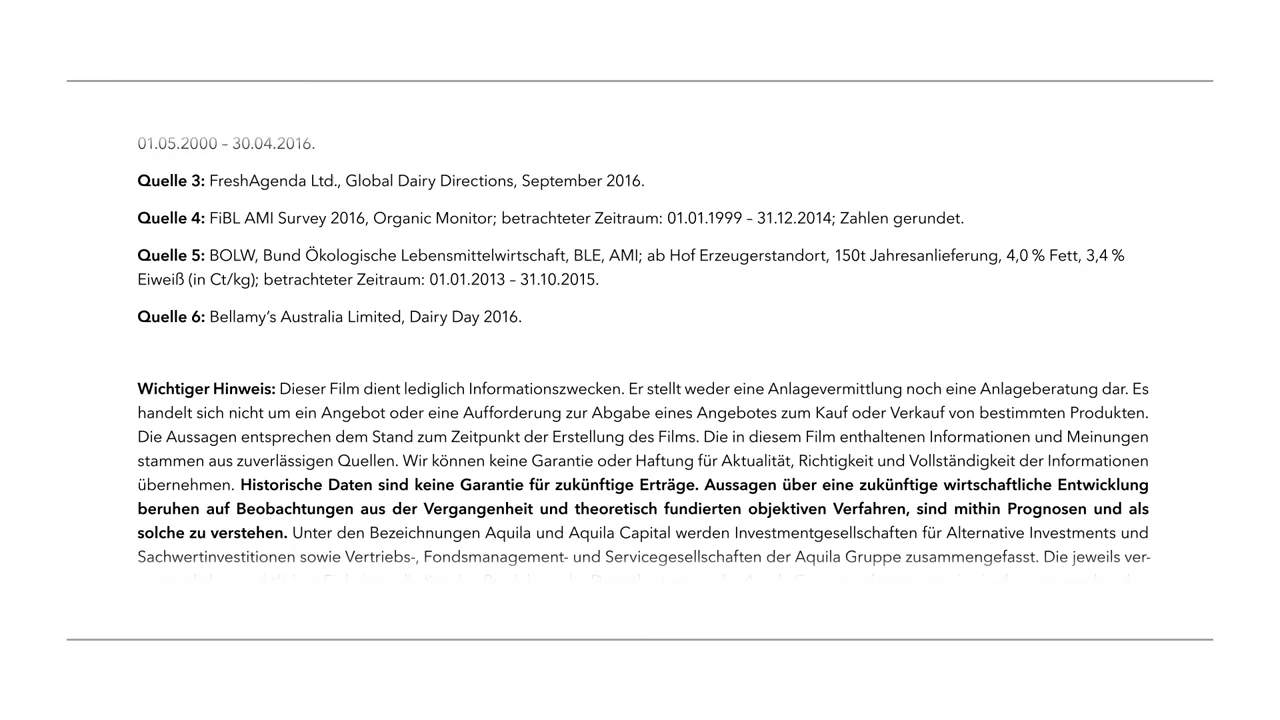 01.05.2000 – 30.04.2016.
Quelle 3: FreshAgenda Ltd., Global Dairy Directions, September 2016.
Quelle 4: FiBL AMI Survey 2016, Organic Monitor; betrachteter Zeitraum: 01.01.1999 – 31.12.2014; Zahlen gerundet.
Quelle 5: BOLW, Bund Ökologische Lebensmittelwirtschaft, BLE, AMI; ab Hof Erzeugerstandort, 150t Jahresanlieferung, 4,0 % Fett, 3,4 %
Eiweiß (in Ct/kg); betrachteter Zeitraum: 01.01.2013 – 31.10.2015.
Quelle 6: Bellamy’s Australia Limited, Dairy Day 2016.
Wichtiger Hinweis: Dieser Film dient lediglich Informationszwecken. Er stellt weder eine Anlagevermittlung noch eine Anlageberatung dar. Es
handelt sich nicht um ein Angebot oder eine Aufforderung zur Abgabe eines Angebotes zum Kauf oder Verkauf von bestimmten Produkten.
Die Aussagen entsprechen dem Stand zum Zeitpunkt der Erstellung des Films. Die in diesem Film enthaltenen Informationen und Meinungen
stammen aus zuverlässigen Quellen. Wir können keine Garantie oder Haftung für Aktualität, Richtigkeit und Vollständigkeit der Informationen
übernehmen. Historische Daten sind keine Garantie für zukünftige Erträge. Aussagen über eine zukünftige wirtschaftliche Entwicklung
beruhen auf Beobachtungen aus der Vergangenheit und theoretisch fundierten objektiven Verfahren, sind mithin Prognosen und als
solche zu verstehen. Unter den Bezeichnungen Aquila und Aquila Capital werden Investmentgesellschaften für Alternative Investments und
Sachwertinvestitionen sowie Vertriebs-, Fondsmanagement- und Servicegesellschaften der Aquila Gruppe zusammengefasst. Die jeweils ver-